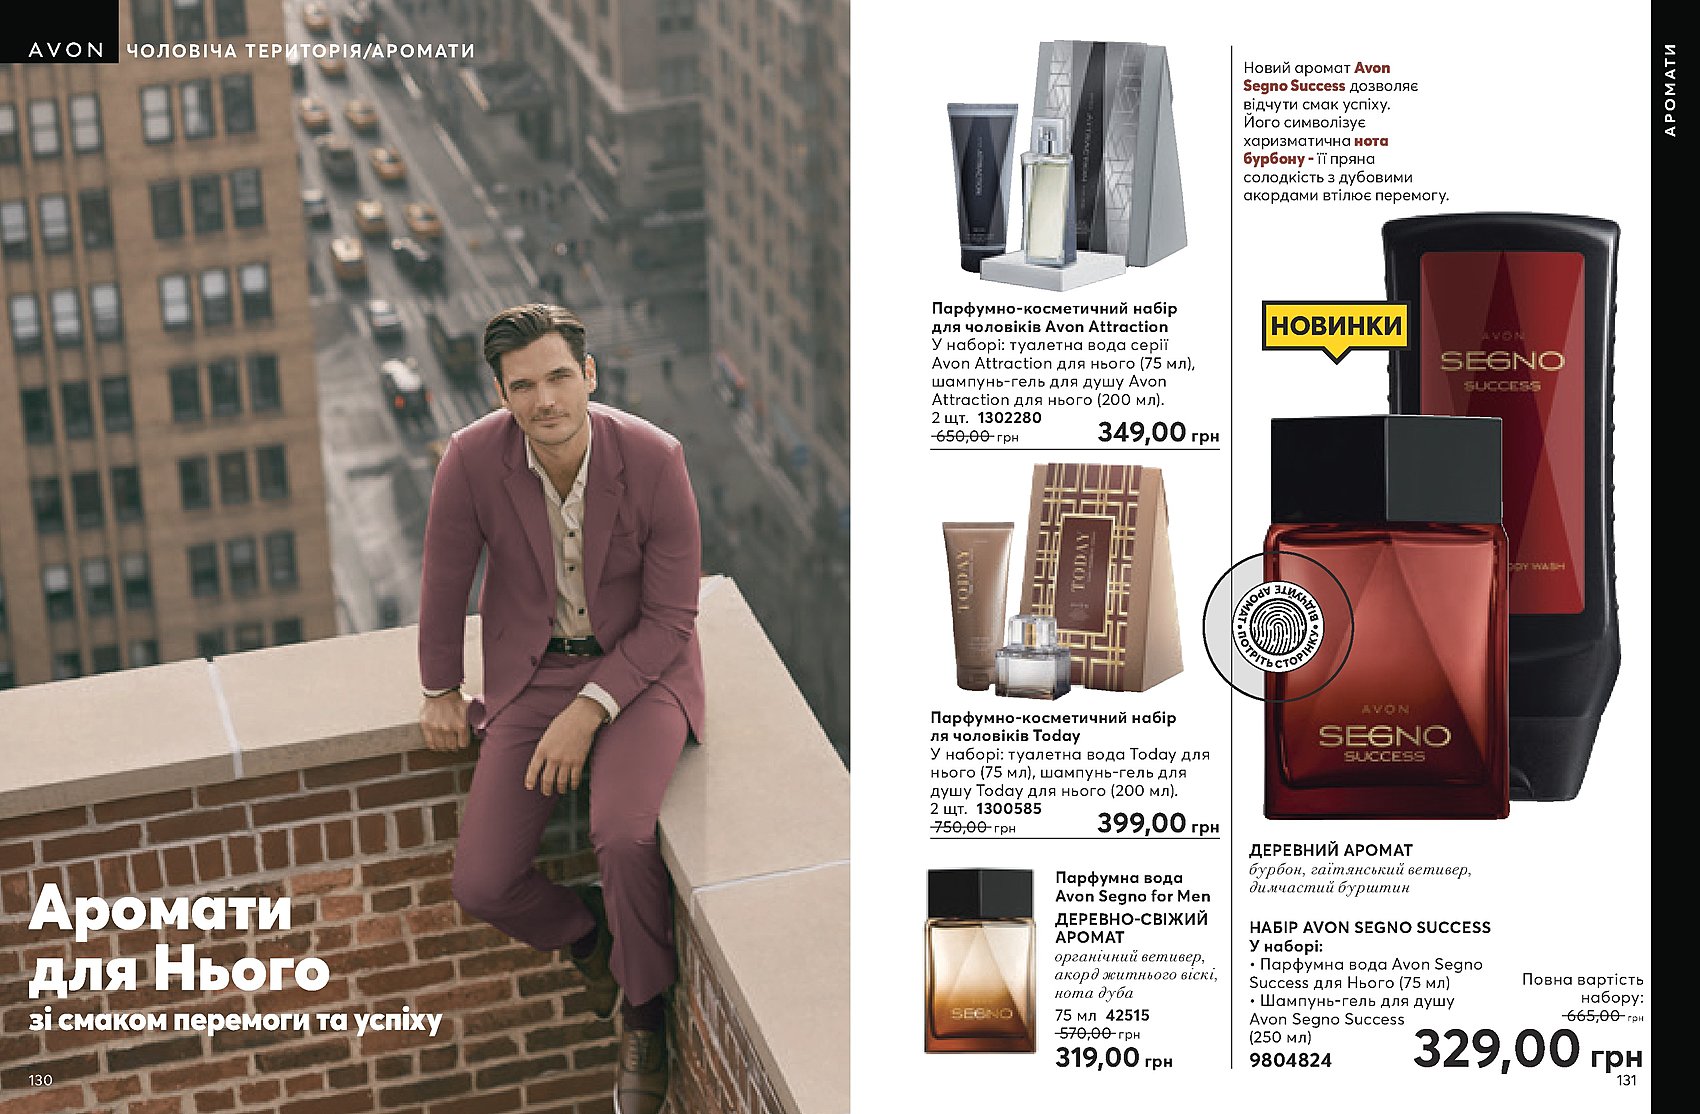 AVON
ЧОЛОВІЧА ТЕРИТОРІЯ/АРОМАТИ
Аромати
для Нього
зі смаком перемоги та успіху
130
Парфумно-косметичний набір
для чоловіків Avon Attraction
У наборі: туалетна вода серії
Avon Attraction для нього (75 мл),
шампунь-гель для душу Avon
Attraction для нього (200 мл).
2 щт. 1302280
650,00 грн
349,00 грн
TODAY
TODAY
Парфумно-косметичний набір
ля чоловіків Today
У наборі: туалетна вода Today для
нього (75 мл), шампунь-гель для
душу Today для нього (200 мл).
2 щт. 1300585
750,00 грн
399,00 грн
SEGNO
Парфумна вода
Avon Segno for Men
ДЕРЕВНО-СВІЖИЙ
АРОМАТ
органічний ветивер,
акорд житнього віскі,
нота дуба
75 мл 42515
570,00 грн
319,00 грн
Новий аромат Avon
Segno Success дозволяє
відчути смак успіху.
Його символізує
харизматична нота
бурбону - її пряна
солодкість з дубовими
акордами втілює перемогу.
НОВИНКИ
AVON
SEGNO
SUCCESS
BODY WASH
ВІДЧУЙТЕ АРОМАТ • ПОТРІТЬ СТОРІНКУ •
AVON
SEGNO
SUCCESS
ДЕРЕВНИЙ АРОМАТ
бурбон, гаїтянський ветивер,
димчастий бурштин
НАБІР AVON SEGNO SUCCESS
У наборі:
• Парфумна вода Avon Segno
Success для Нього (75 мл)
• Шампунь-гель для душу
Avon Segno Success
(250 мл)
9804824
Повна вартість
набору:
665,00 грн
329,00 грн
131
АРОМАТИ